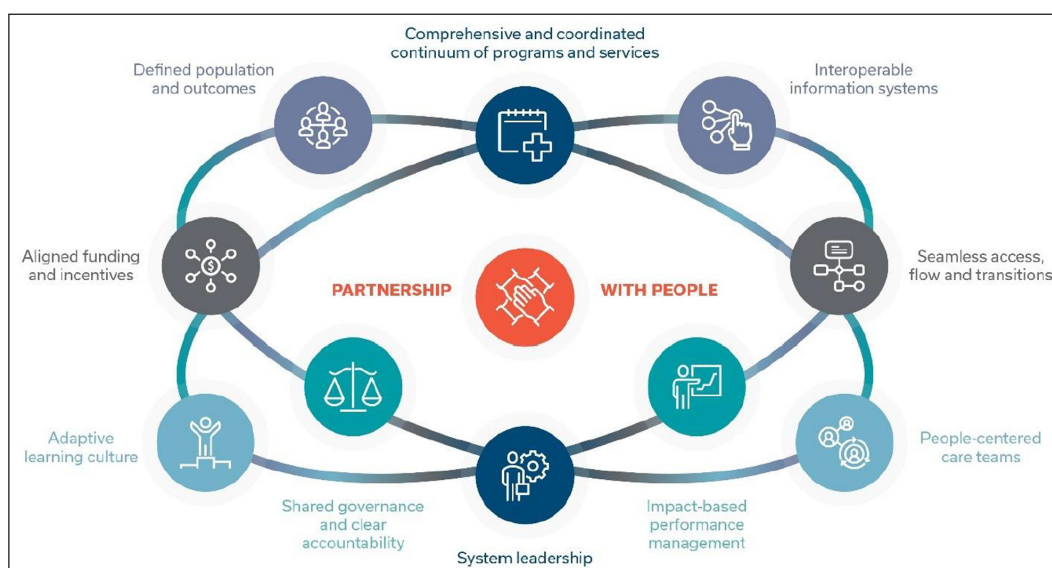 Comprehensive and coordinated
continuum of programs and services
Defined population
and outcomes
Interoperable
information systems
Aligned funding
and incentives
$
Seamless access,
flow and transitions
PARTNERSHIP WITH PEOPLE
Adaptive
learning culture
People-centered
care teams
Shared governance
and clear
accountability
Impact-based
performance
management
System leadership